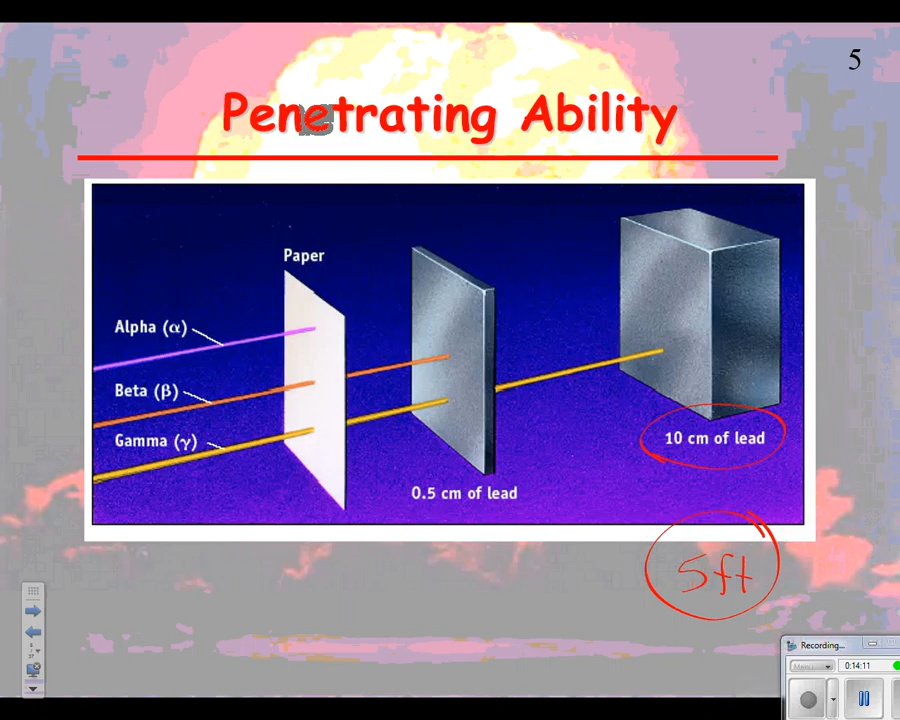 5
Penetrating Ability
Paper
Alpha (α)
Beta (β)
Gamma (γ)
10 cm of lead
0.5 cm of lead
5ft
Recording...
Menu
0:14:11